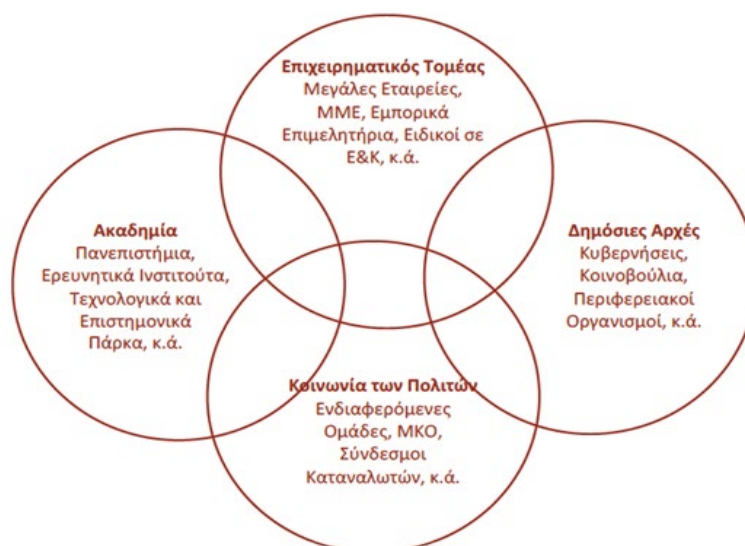 Επιχειρηματικός Τομέας
Μεγάλες Εταιρείες,
ΜΜΕ, Εμπορικά
Επιμελητήρια, Ειδικοί σε
Ε&Κ, κ.ά.
Ακαδημία
Πανεπιστήμια,
Ερευνητικά Ινστιτούτα,
Τεχνολογικά και
Επιστημονικά
Πάρκα, κ.ά.
Δημόσιες Αρχές
Κυβερνήσεις,
Κοινοβούλια,
Περιφερειακοί
Οργανισμοί, κ.ά.
Κοινωνία των Πολιτών
Ενδιαφερόμενες
Ομάδες, ΜΚΟ,
Σύνδεσμοι
Καταναλωτών, κ.ά.